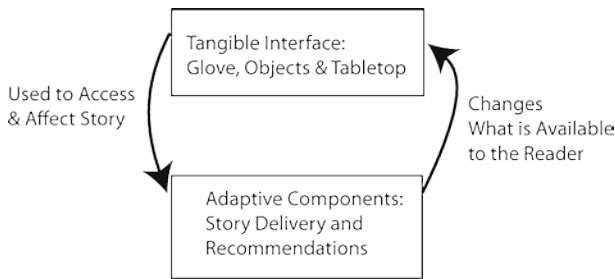 Tangible Interface:
Glove, Objects & Tabletop
Used to Access
& Affect Story
Changes
What is Available
to the Reader
Adaptive Components:
Story Delivery and
Recommendations